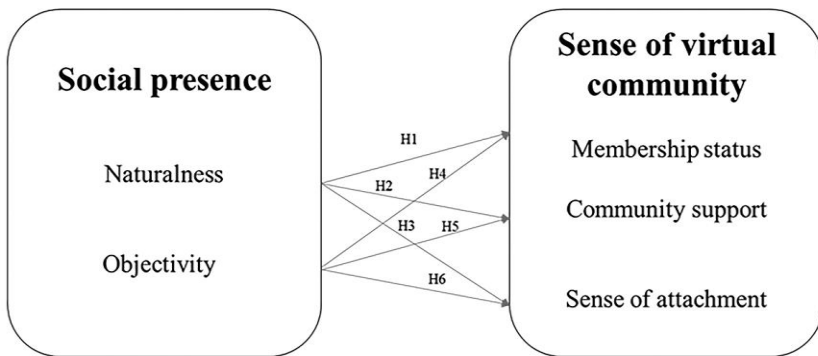 Social presence
Naturalness
Objectivity
H1
H4
H2
H3
H5
H6
Sense of virtual
community
Membership status
Community support
Sense of attachment